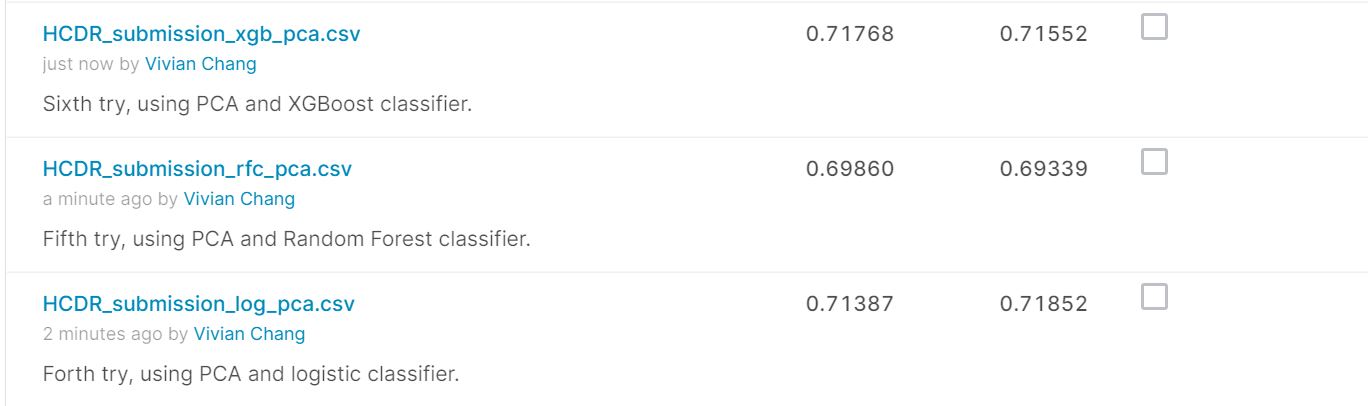 HCDR_submission_xgb_pca.csv 0.71768 0.71552
just now by Vivian Chang
Sixth try, using PCA and XGBoost classifier.
HCDR_submission_rfc_pca.csv 0.69860 0.69339
a minute ago by Vivian Chang
Fifth try, using PCA and Random Forest classifier.
HCDR_submission_log_pca.csv 0.71387 0.71852
2 minutes ago by Vivian Chang
Forth try, using PCA and logistic classifier.